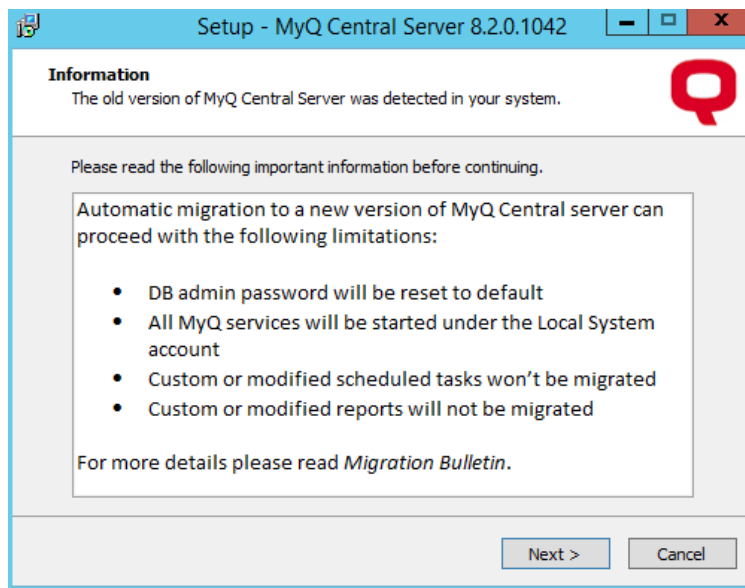 Setup - MyQ Central Server 8.2.0.1042
Information
The old version of MyQ Central Server was detected in your system.
Please read the following important information before continuing.
Automatic migration to a new version of MyQ Central server can
proceed with the following limitations:
• DB admin password will be reset to default
• All MyQ services will be started under the Local System
account
• Custom or modified scheduled tasks won't be migrated
• Custom or modified reports will not be migrated
For more details please read Migration Bulletin.
Next >
Cancel